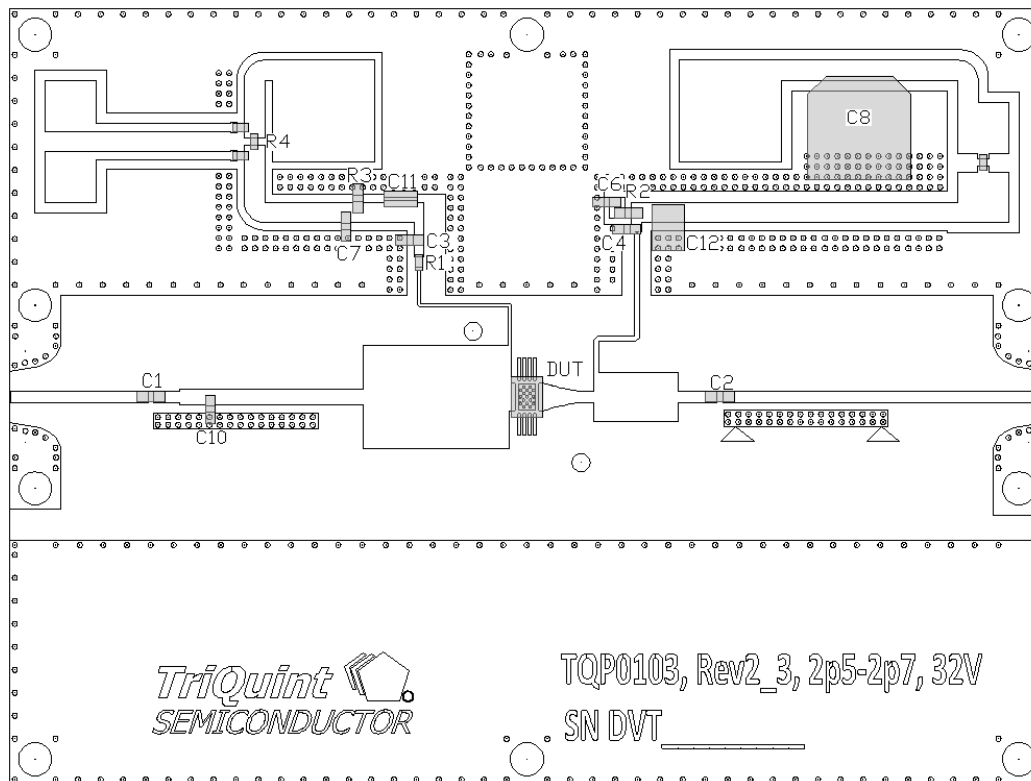 C8
R4
R3
C11
C6
R2
C7
C3
C4
C12
R1
DUT
C1
C2
C10
TriQuint
SEMICONDUCTOR
TQP0103, Rev2_3, 2p5-2p7, 32V
SN DVT